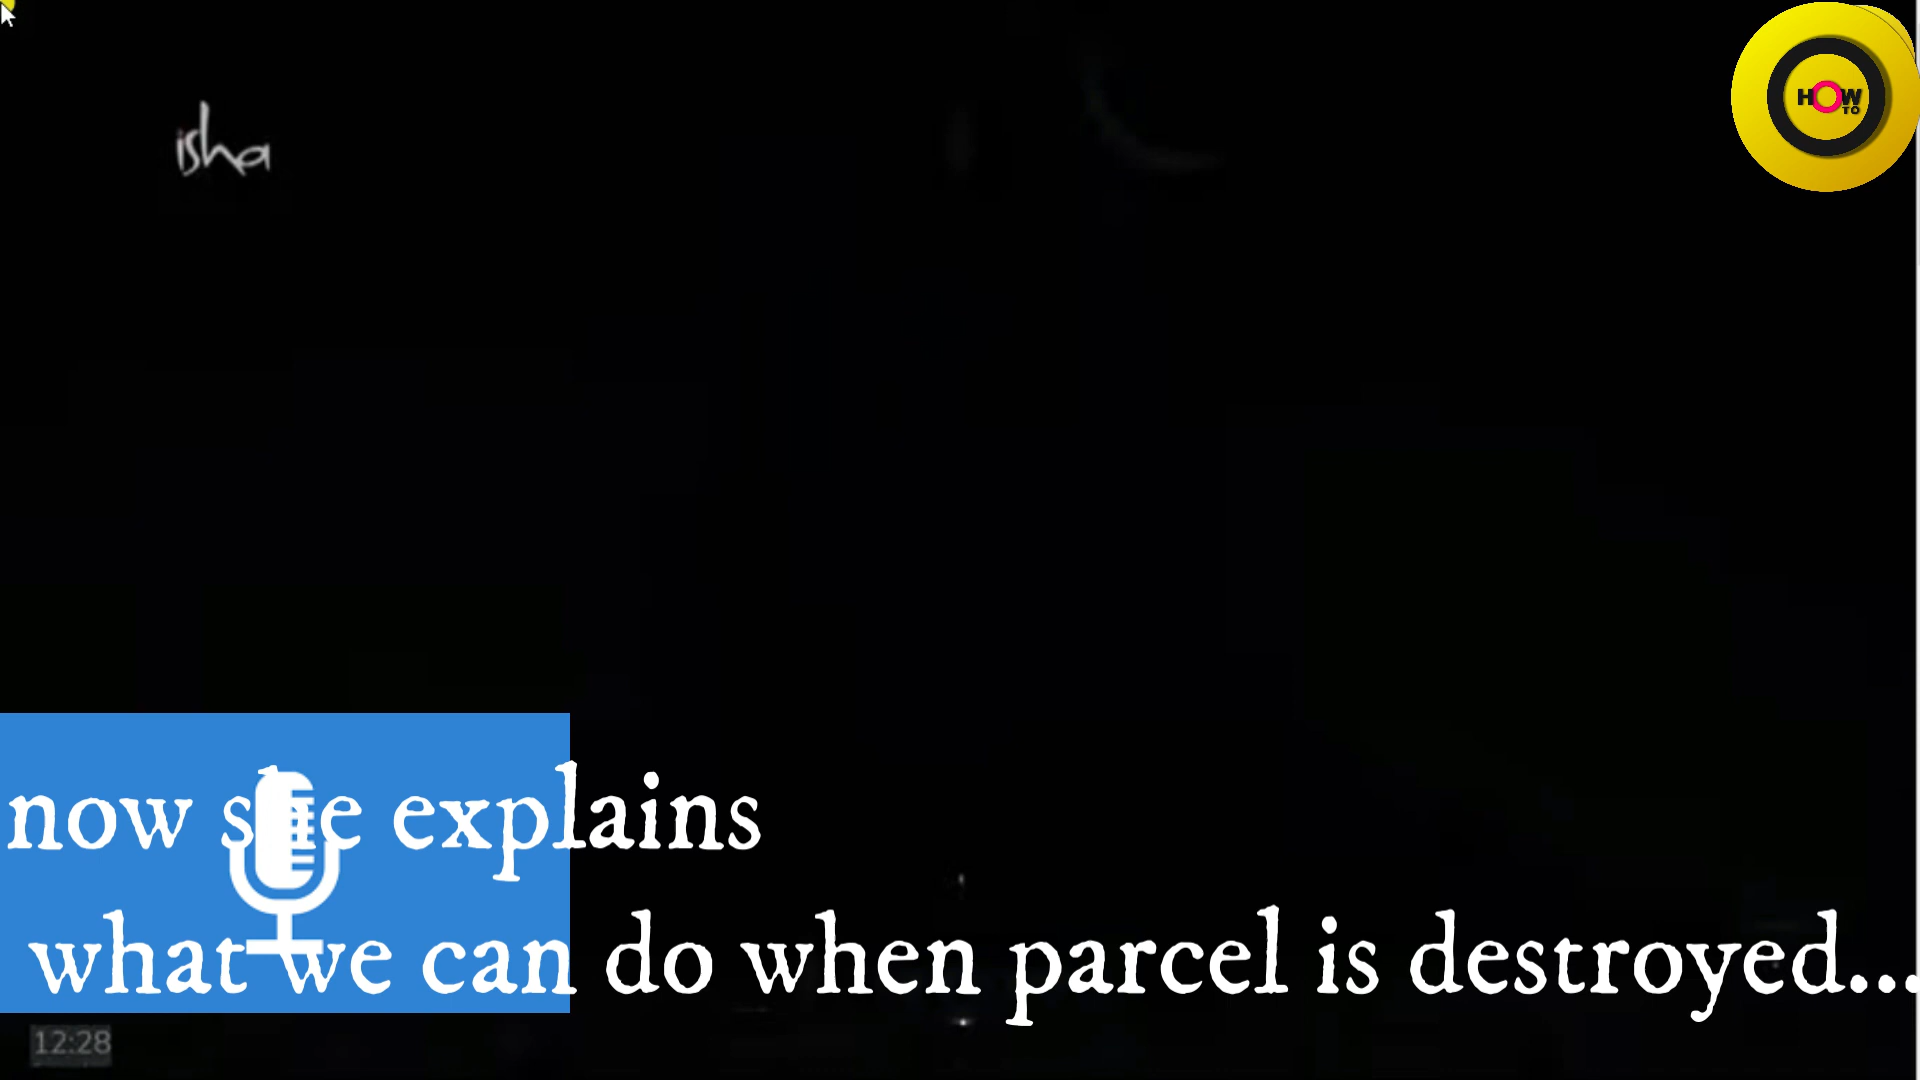 isha
HOW
TO
now she explains
what we can do when parcel is destroyed...
12:28